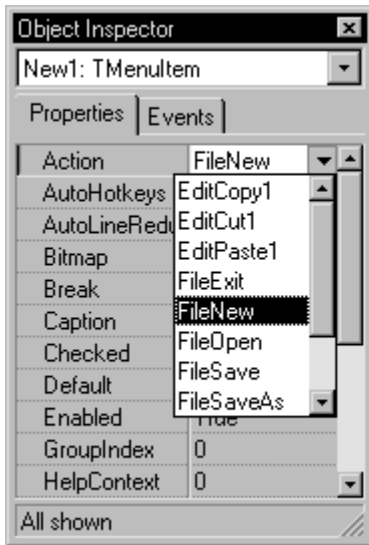 Object Inspector
New1: TMenuItem
Properties Events
Action FileNew
AutoHotkeys EditCopy1
EditCut1
Bitmap EditPaste1
Break FileExit
Caption FileNew
Checked FileOpen
Default FileSave
FileSaveAs
Enabled True
GroupIndex 0
HelpContext 0
All shown